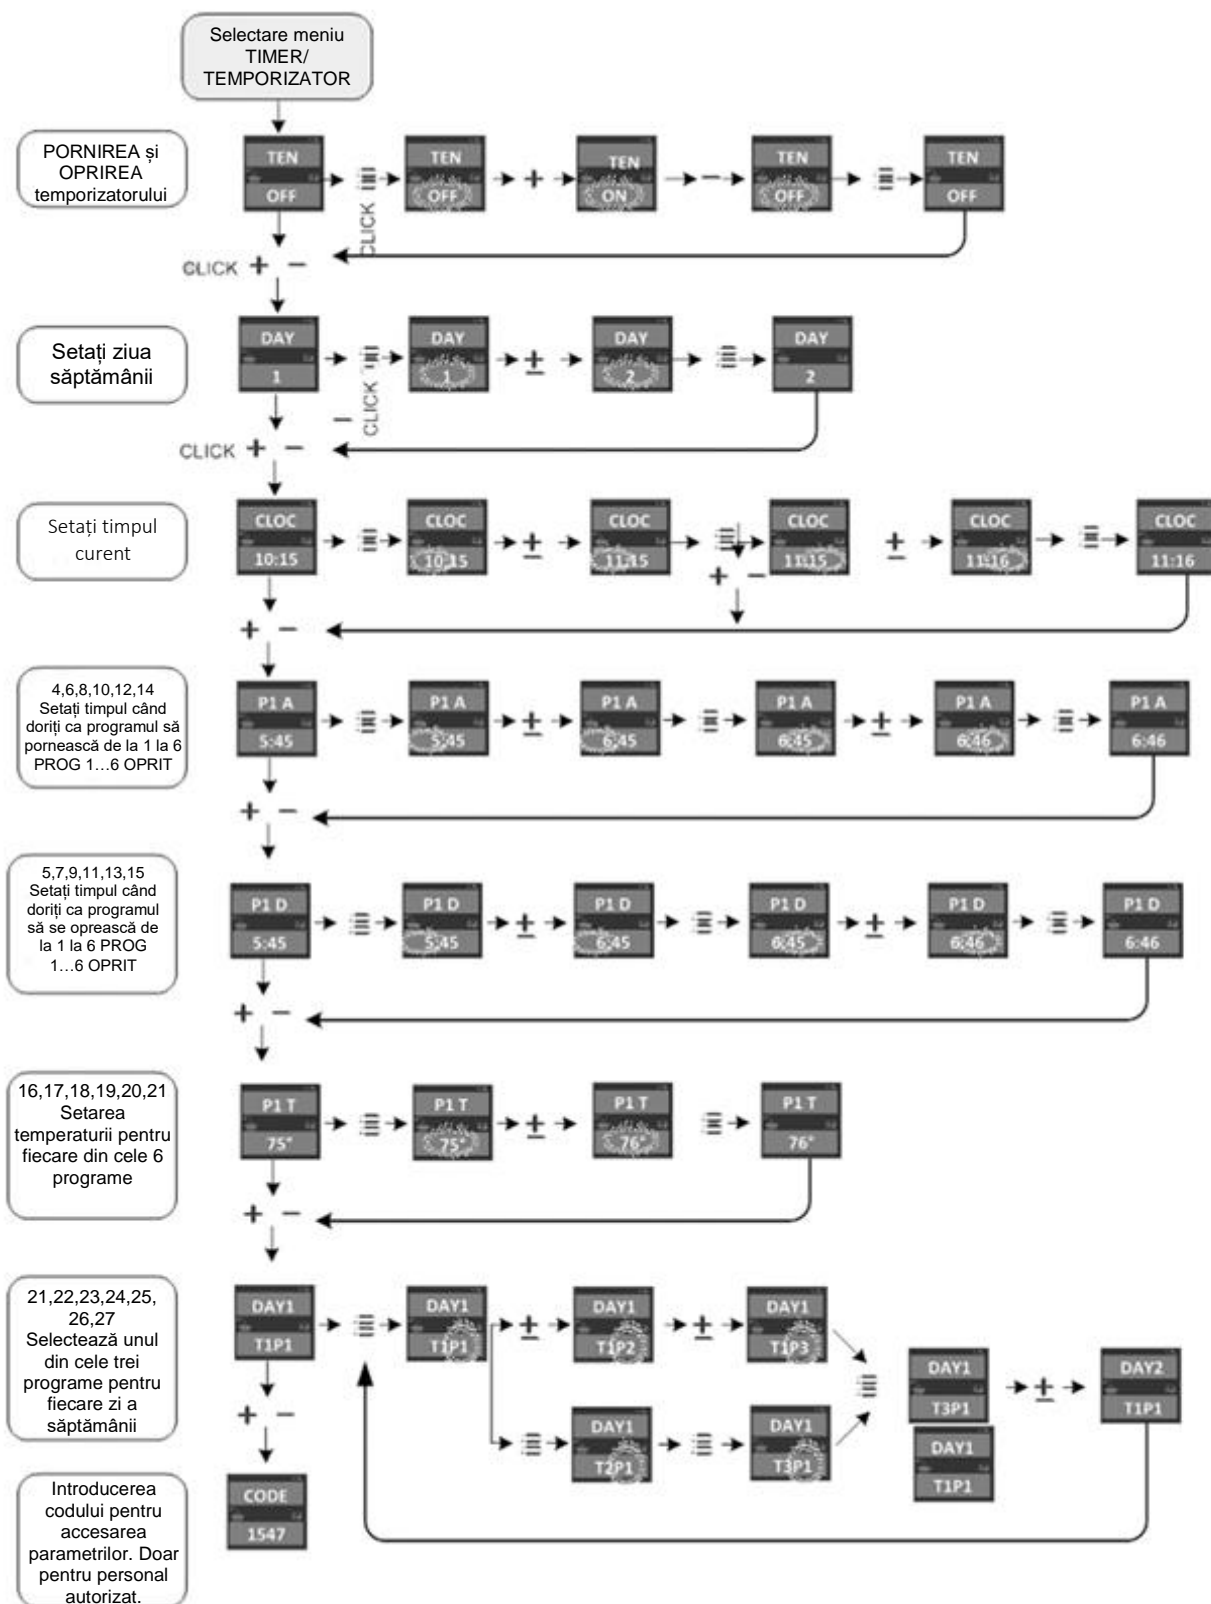 Selectare meniu
TIMER/
TEMPORIZATOR
PORNIREA și
OPRIREA
temporizatorului
TEN
OFF
CLICK
TEN
OFF
+
TEN
ON
−
TEN
OFF
TEN
OFF
CLICK + −
Setați ziua
săptămânii
DAY
1
CLICK
DAY
1
±
DAY
2
DAY
2
−
CLICK + −
Setați timpul
curent
CLOC
10:15
CLOC
10:15
±
CLOC
11:15
+ −
CLOC
11:15
±
CLOC
11:16
CLOC
11:16
+ −
4,6,8,10,12,14
Setați timpul când
doriți ca programul să
pornească de la 1 la 6
PROG 1...6 OPRIT
P1 A
5:45
P1 A
5:45
±
P1 A
6:45
P1 A
6:45
±
P1 A
6:46
P1 A
6:46
+ −
5,7,9,11,13,15
Setați timpul când
doriți ca programul
să se oprească de
la 1 la 6 PROG
1...6 OPRIT
P1 D
5:45
P1 D
5:45
±
P1 D
6:45
P1 D
6:45
±
P1 D
6:46
P1 D
6:46
+ −
16,17,18,19,20,21
Setarea
temperaturii pentru
fiecare din cele 6
programe
P1 T
75°
P1 T
75°
±
P1 T
76°
P1 T
76°
+ −
21,22,23,24,25,
26,27
Selectează unul
din cele trei
programe pentru
fiecare zi a
săptămânii
DAY1
T1P1
DAY1
T1P1
±
DAY1
T1P2
±
DAY1
T1P3
DAY1
T2P1
DAY1
T3P1
DAY1
T3P1
DAY1
T1P1
±
DAY2
T1P1
+ −
Introducerea
codului pentru
accesarea
parametrilor. Doar
pentru personal
autorizat.
CODE
1547